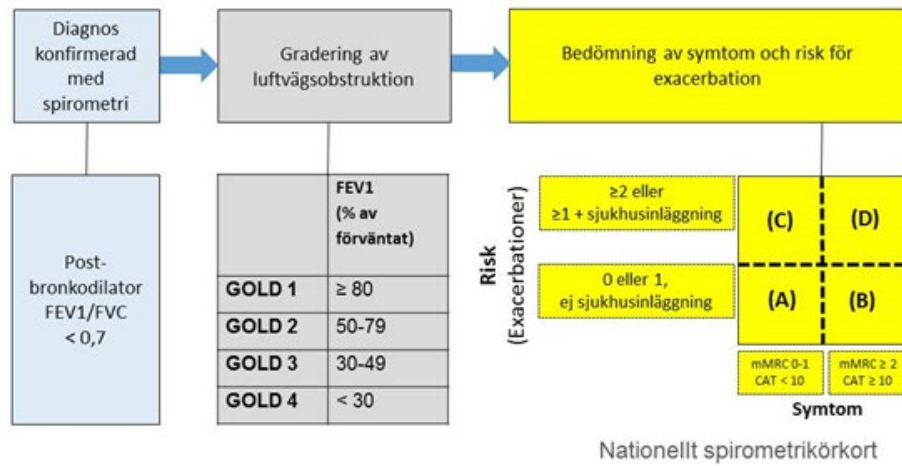 Diagnos
konfirmerad
med
spirometri
Gradering av
luftvägsobstruktion
Bedömning av symtom och risk för
exacerbation
Post-
bronkodilator
FEV1/FVC
< 0,7
FEV1
(% av
förväntat)
GOLD 1 ≥ 80
GOLD 2 50-79
GOLD 3 30-49
GOLD 4 < 30
Risk
(Exacerbationer)
≥2 eller
≥1 + sjukhusinläggning
0 eller 1,
ej sjukhusinläggning
(C) (D)
(A) (B)
mMRC 0-1
CAT < 10
mMRC ≥ 2
CAT ≥ 10
Symtom
Nationellt spirometrikörkort